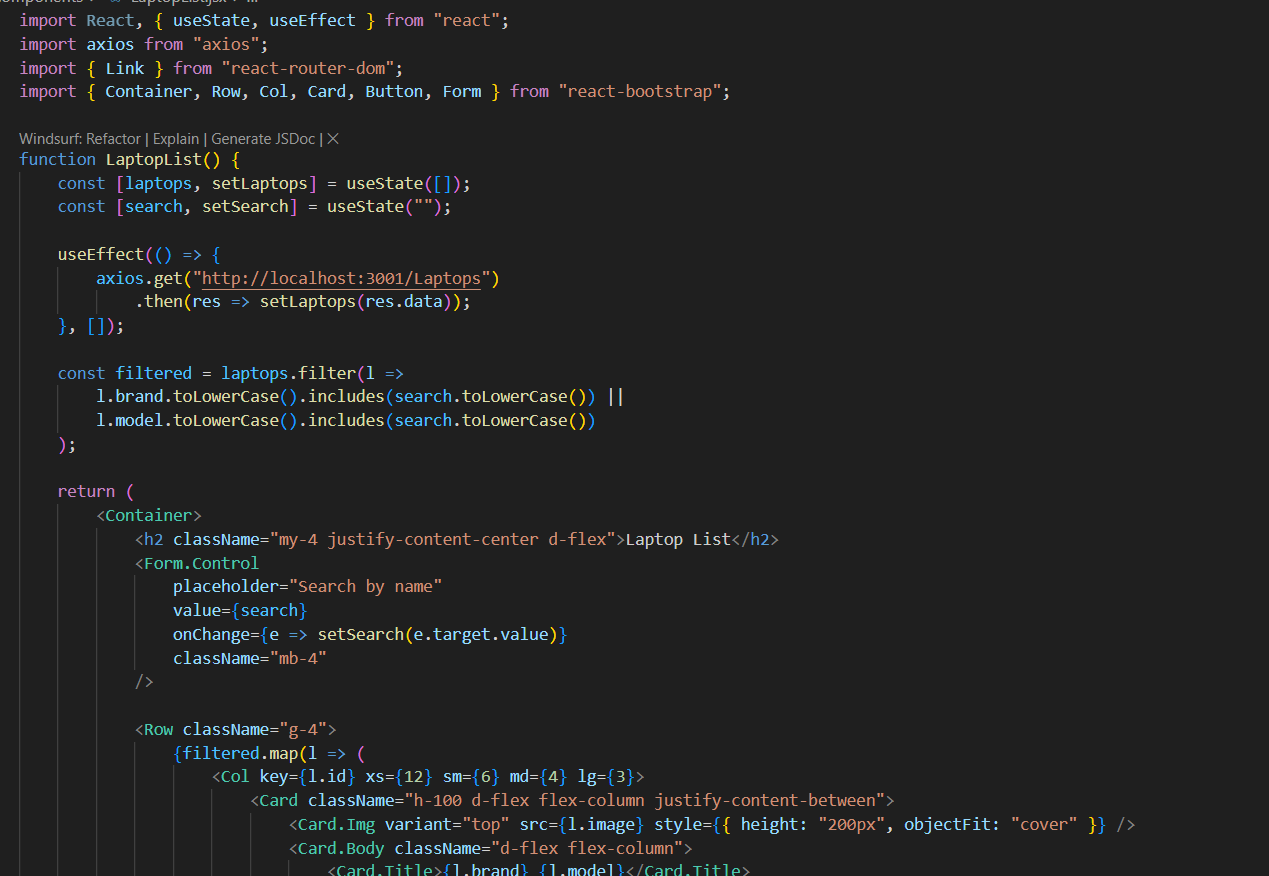 import React, { useState, useEffect } from "react";
import axios from "axios";
import { Link } from "react-router-dom";
import { Container, Row, Col, Card, Button, Form } from "react-bootstrap";
Windsurf: Refactor | Explain | Generate JSDoc | ×
function LaptopList() {
    const [laptops, setLaptops] = useState([]);
    const [search, setSearch] = useState("");
    useEffect(() => {
        axios.get("http://localhost:3001/Laptops")
            .then(res => setLaptops(res.data));
    }, []);
    const filtered = laptops.filter(l =>
        l.brand.toLowerCase().includes(search.toLowerCase()) ||
        l.model.toLowerCase().includes(search.toLowerCase())
    );
    return (
        <Container>
            <h2 className="my-4 justify-content-center d-flex">Laptop List</h2>
            <Form.Control
                placeholder="Search by name"
                value={search}
                onChange={e => setSearch(e.target.value)}
                className="mb-4"
            />
            <Row className="g-4">
                {filtered.map(l => (
                    <Col key={l.id} xs={12} sm={6} md={4} lg={3}>
                        <Card className="h-100 d-flex flex-column justify-content-between">
                            <Card.Img variant="top" src={l.image} style={{ height: "200px", objectFit: "cover" }} />
                            <Card.Body className="d-flex flex-column">
                                <Card.Title>{l.brand} {l.model}</Card.Title>